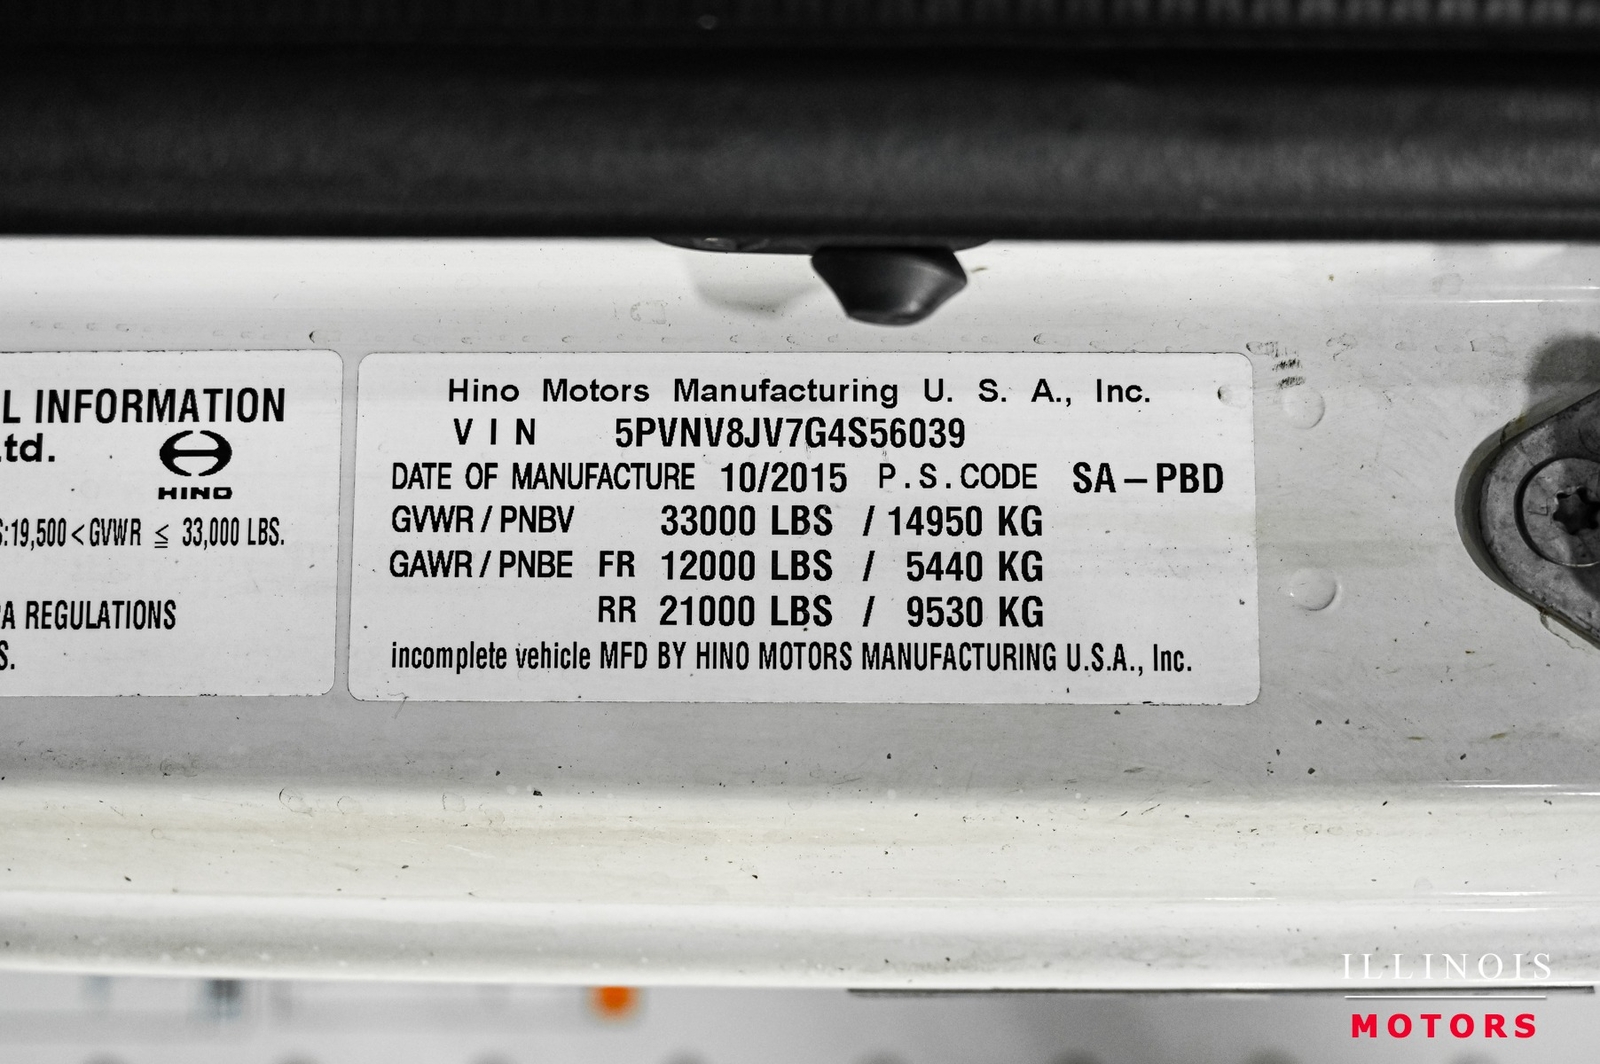 L INFORMATION
td.
HINO
S:19,500 < GVWR ≦ 33,000 LBS.
A REGULATIONS
S.
Hino Motors Manufacturing U. S. A., Inc.
VIN 5PVNV8JV7G4S56039
DATE OF MANUFACTURE 10/2015 P.S.CODE SA-PBD
GVWR / PNBV 33000 LBS / 14950 KG
GAWR / PNBE FR 12000 LBS / 5440 KG
RR 21000 LBS / 9530 KG
incomplete vehicle MFD BY HINO MOTORS MANUFACTURING U.S.A., Inc.
ILLINOIS
MOTORS